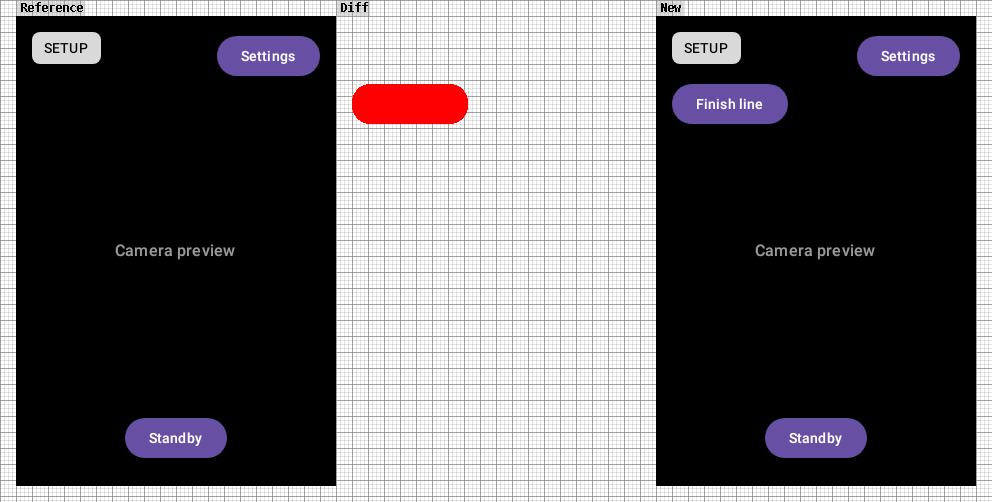 Reference
Diff
New
SETUP
Settings
Camera preview
Standby
SETUP
Settings
Finish line
Camera preview
Standby